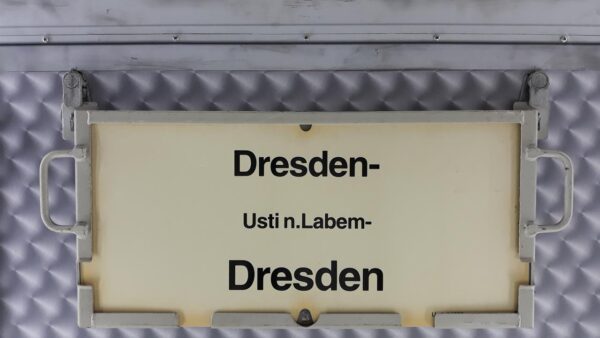 Dresden-
Usti n.Labem-
Dresden